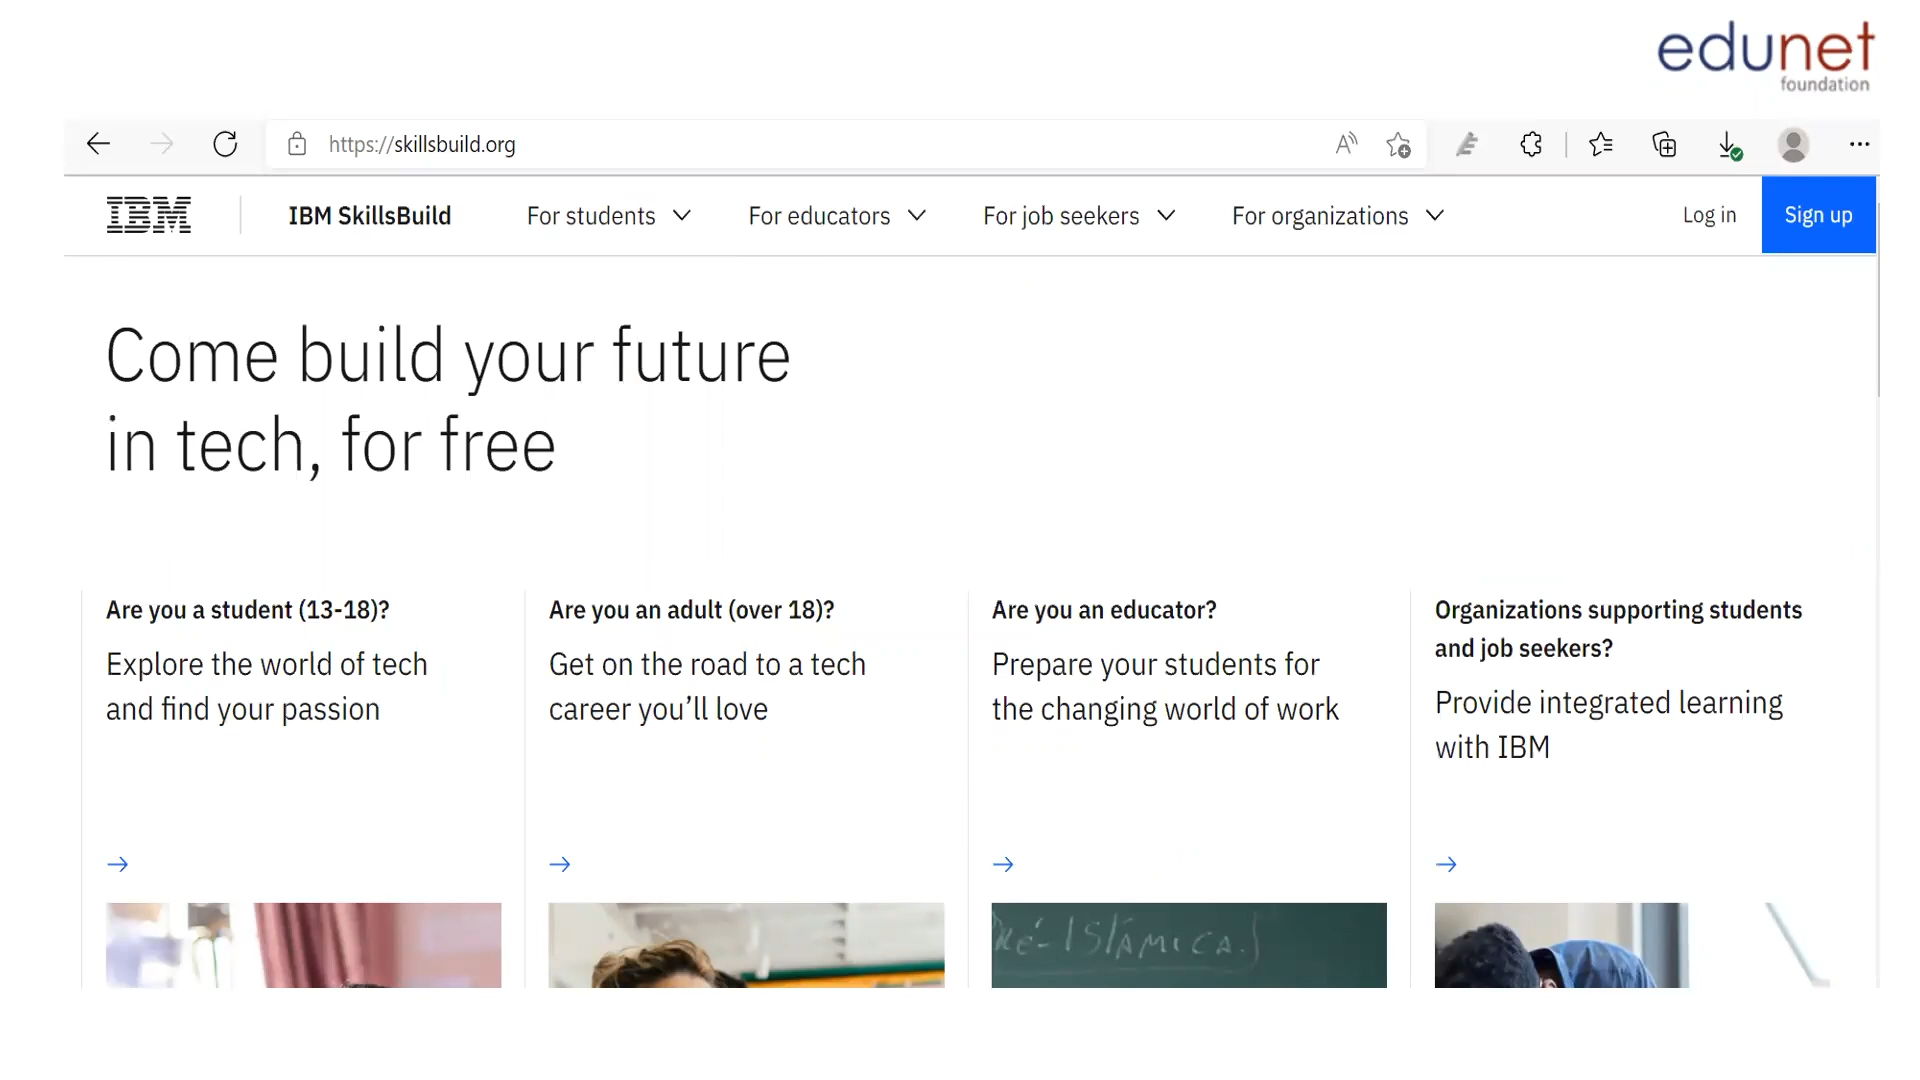 edunet
foundation
https://skillsbuild.org
IBM
IBM SkillsBuild
For students
For educators
For job seekers
For organizations
Log in
Sign up
Come build your future
in tech, for free
Are you a student (13-18)?
Explore the world of tech
and find your passion
Are you an adult (over 18)?
Get on the road to a tech
career you’ll love
Are you an educator?
Prepare your students for
the changing world of work
Organizations supporting students
and job seekers?
Provide integrated learning
with IBM